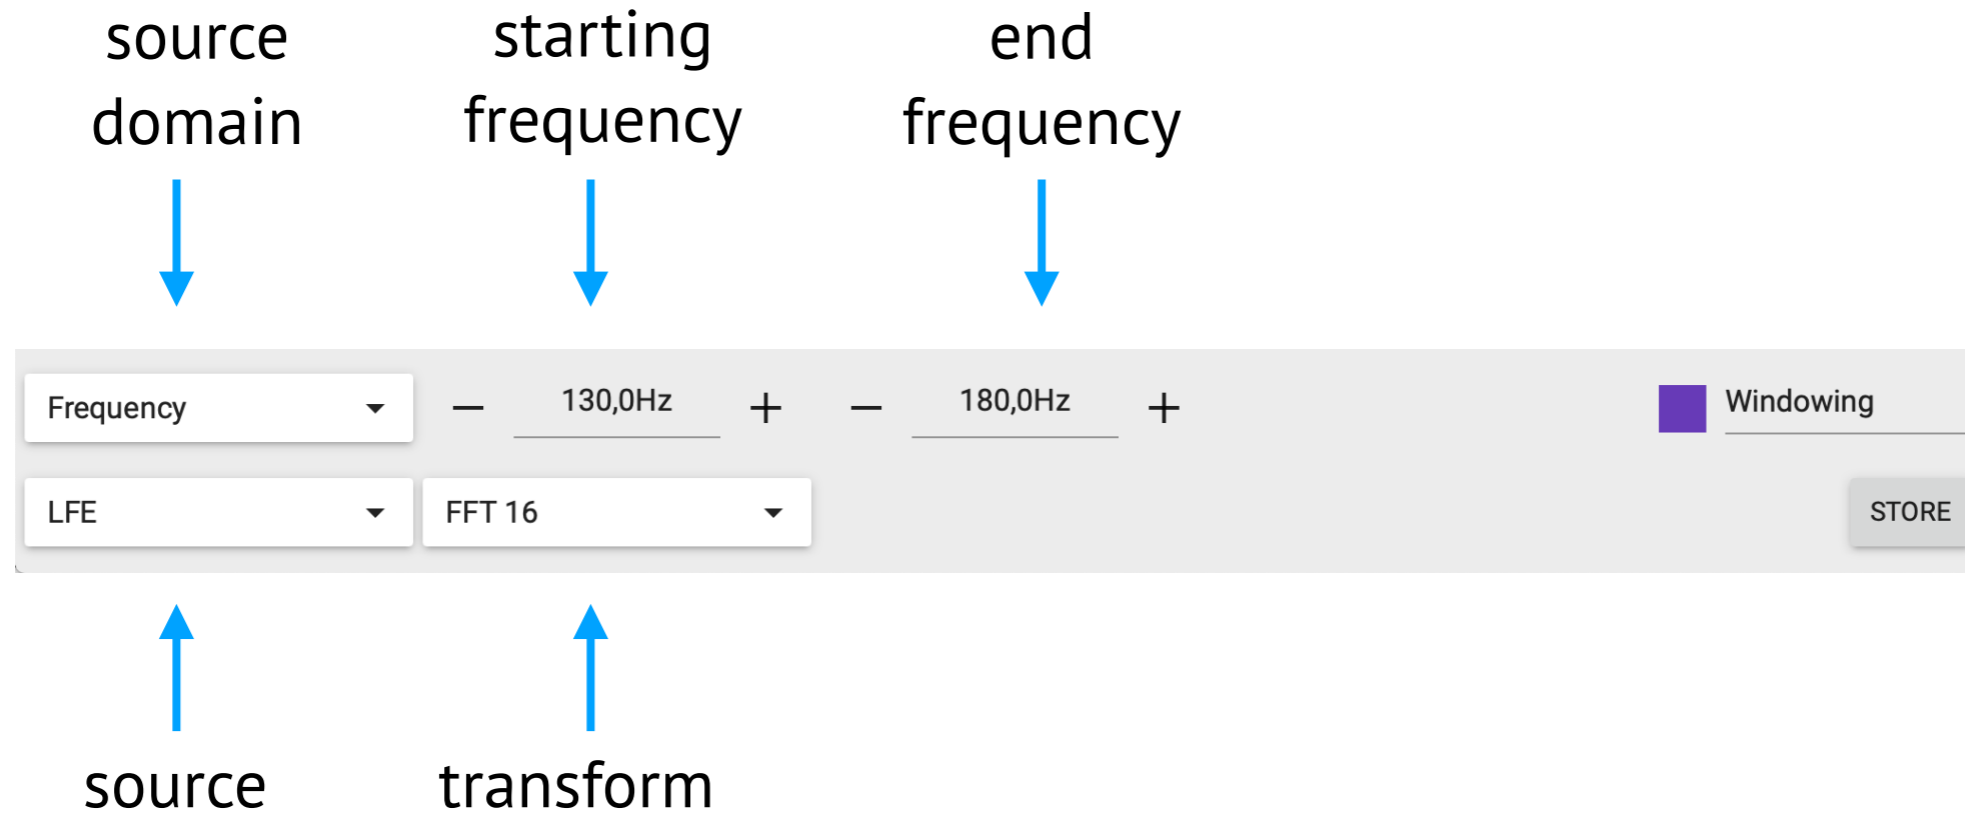 source
domain
starting
frequency
end
frequency
Frequency
130,0Hz
180,0Hz
Windowing
LFE
FFT 16
STORE
source
transform